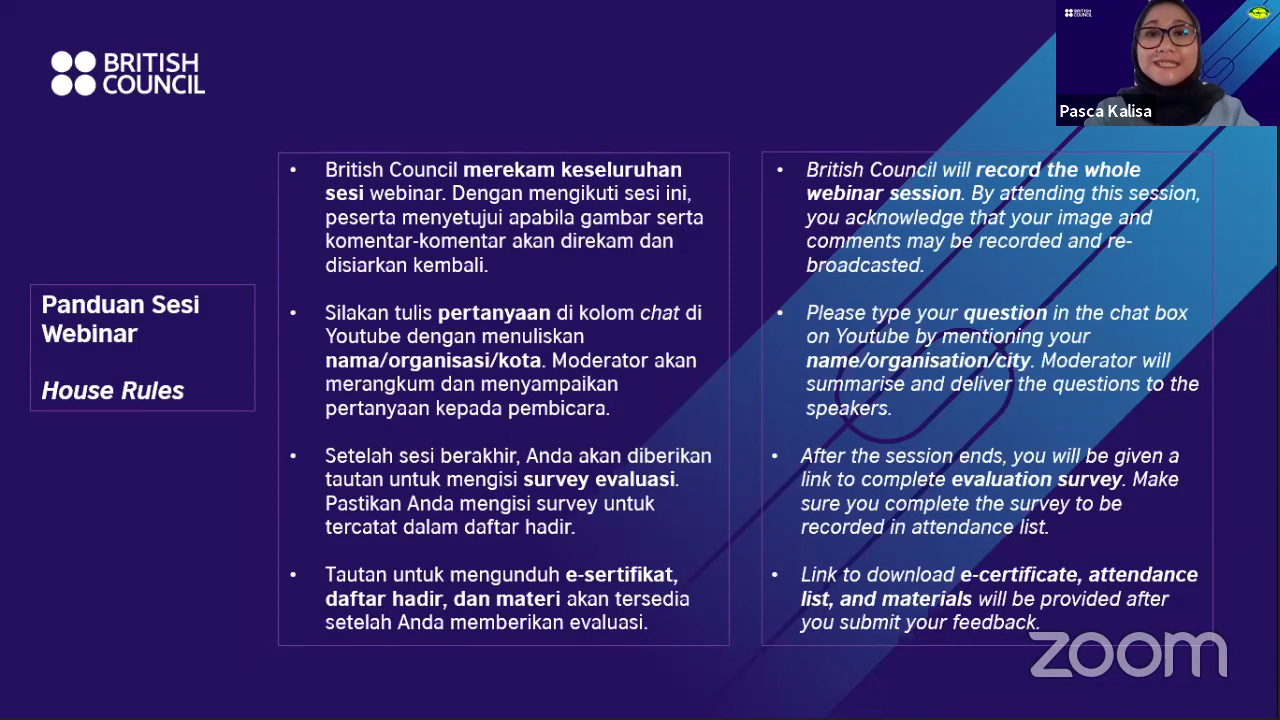 BRITISH
COUNCIL
BRITISH
COUNCIL
Pasca Kalisa
Panduan Sesi
Webinar
House Rules
• British Council merekam keseluruhan
sesi webinar. Dengan mengikuti sesi ini,
peserta menyetujui apabila gambar serta
komentar-komentar akan direkam dan
disiarkan kembali.
• Silakan tulis pertanyaan di kolom chat di
Youtube dengan menuliskan
nama/organisasi/kota. Moderator akan
merangkum dan menyampaikan
pertanyaan kepada pembicara.
• Setelah sesi berakhir, Anda akan diberikan
tautan untuk mengisi survey evaluasi.
Pastikan Anda mengisi survey untuk
tercatat dalam daftar hadir.
• Tautan untuk mengunduh e-sertifikat,
daftar hadir, dan materi akan tersedia
setelah Anda memberikan evaluasi.
• British Council will record the whole
webinar session. By attending this session,
you acknowledge that your image and
comments may be recorded and re-
broadcasted.
• Please type your question in the chat box
on Youtube by mentioning your
name/organisation/city. Moderator will
summarise and deliver the questions to the
speakers.
• After the session ends, you will be given a
link to complete evaluation survey. Make
sure you complete the survey to be
recorded in attendance list.
• Link to download e-certificate, attendance
list, and materials will be provided after
you submit your feedback.
zoom